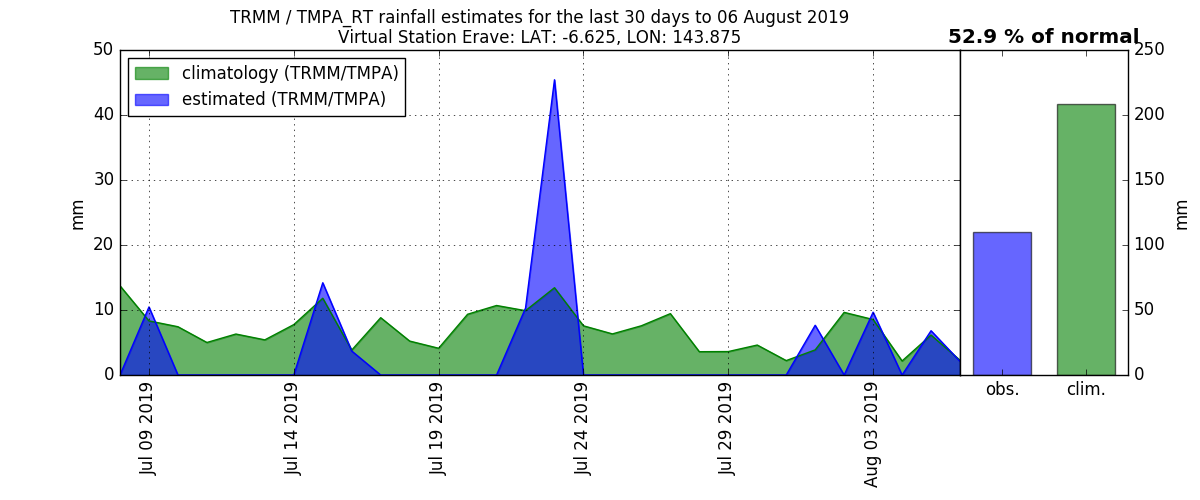 TRMM / TMPA_RT rainfall estimates for the last 30 days to 06 August 2019
Virtual Station Erave: LAT: -6.625, LON: 143.875
52.9 % of normal
climatology (TRMM/TMPA)
estimated (TRMM/TMPA)
50
40
30
20
10
0
mm
250
200
150
100
50
0
mm
Jul 09 2019
Jul 14 2019
Jul 19 2019
Jul 24 2019
Jul 29 2019
Aug 03 2019
obs.
clim.